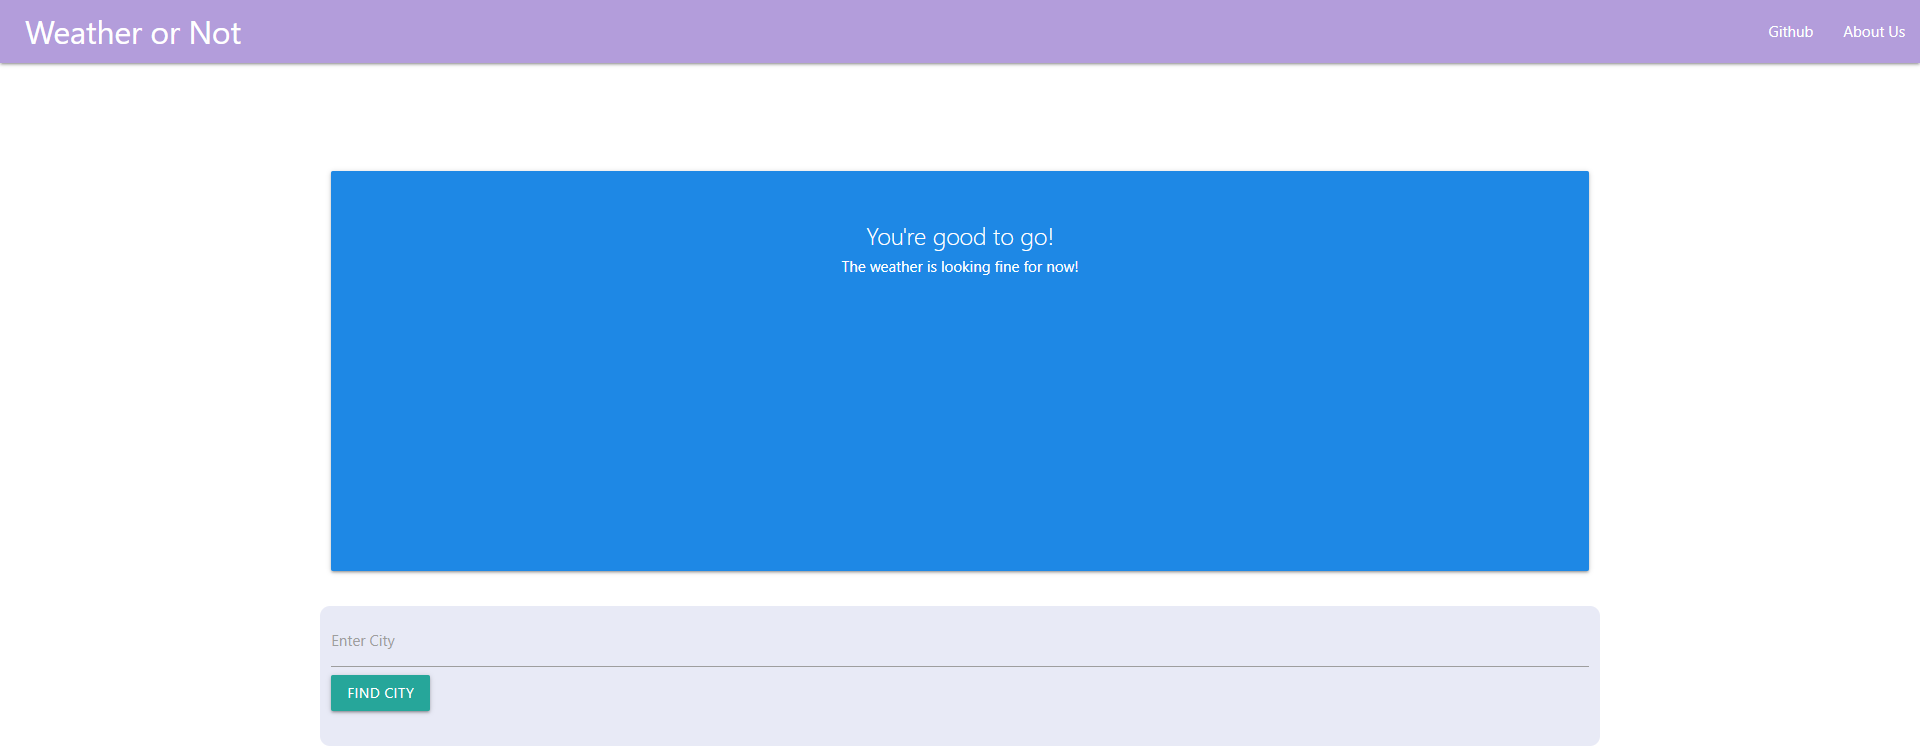 Weather or Not
Github
About Us
You're good to go!
The weather is looking fine for now!
Enter City
FIND CITY